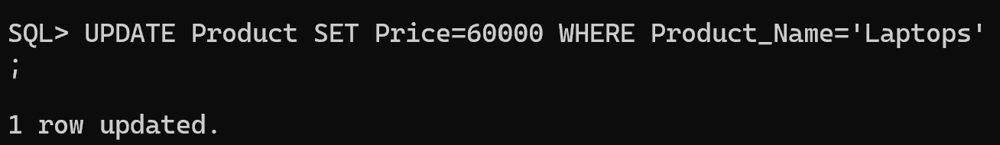 SQL> UPDATE Product SET Price=60000 WHERE Product_Name='Laptops'
;
1 row updated.